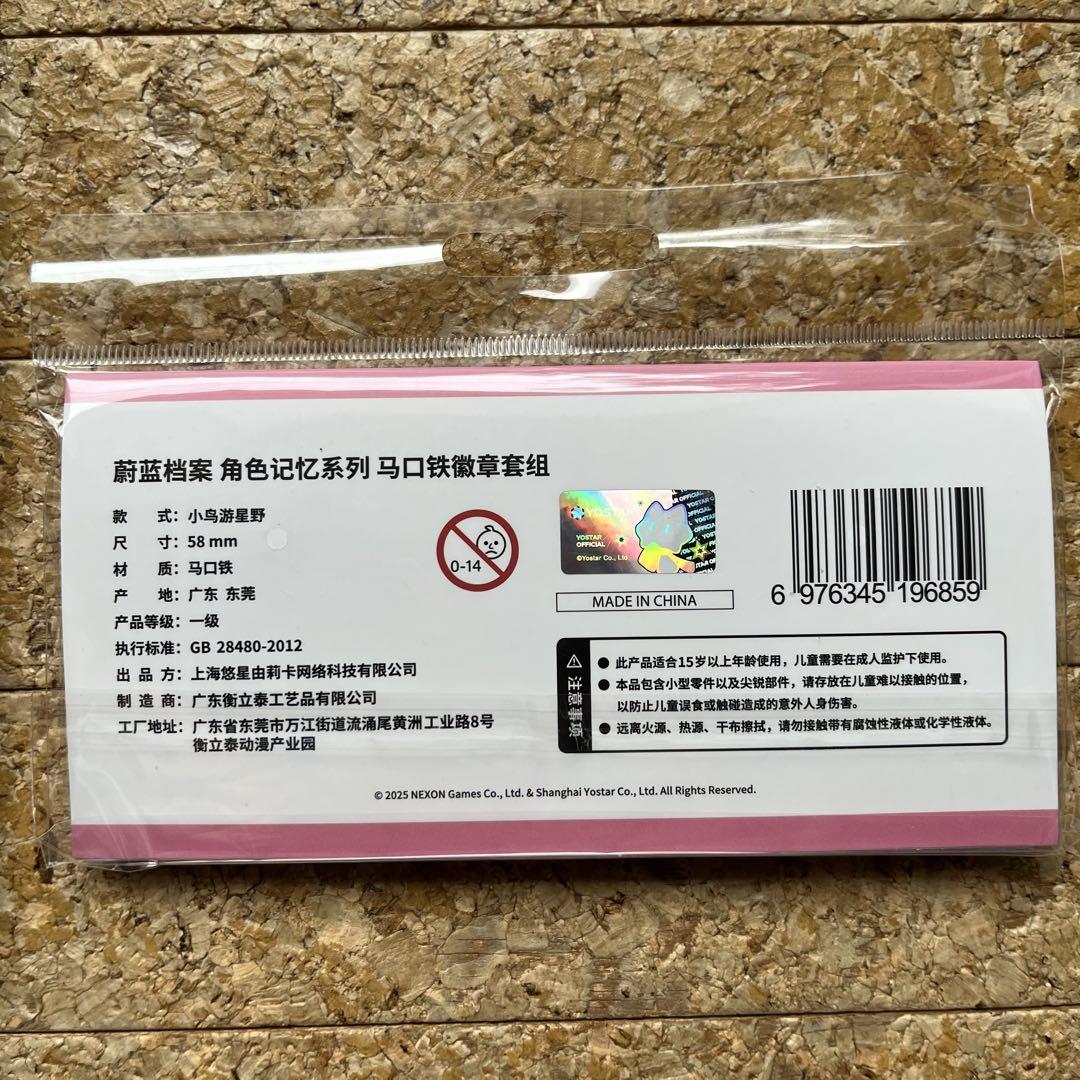 蔚蓝档案 角色记忆系列 马口铁徽章套组
款 式：小鸟游星野
尺 寸：58 mm
材 质：马口铁
产 地：广东 东莞
产品等级：一级
执行标准：GB 28480-2012
出 品 方：上海悠星由莉卡网络科技有限公司
制 造 商：广东衡立泰工艺品有限公司
工厂地址：广东省东莞市万江街道流涌尾黄洲工业路8号
衡立泰动漫产业园
0-14
YOSTAR
YOSTAR
OFFICIAL
©Yostar Co., Ltd
MADE IN CHINA
6 976345 196859
注意事项
● 此产品适合15岁以上年龄使用，儿童需要在成人监护下使用。
● 本品包含小型零件以及尖锐部件，请存放在儿童难以接触的位置，
以防止儿童误食或触碰造成的意外人身伤害。
● 远离火源、热源、干布擦拭，请勿接触带有腐蚀性液体或化学性液体。
© 2025 NEXON Games Co., Ltd. & Shanghai Yostar Co., Ltd. All Rights Reserved.